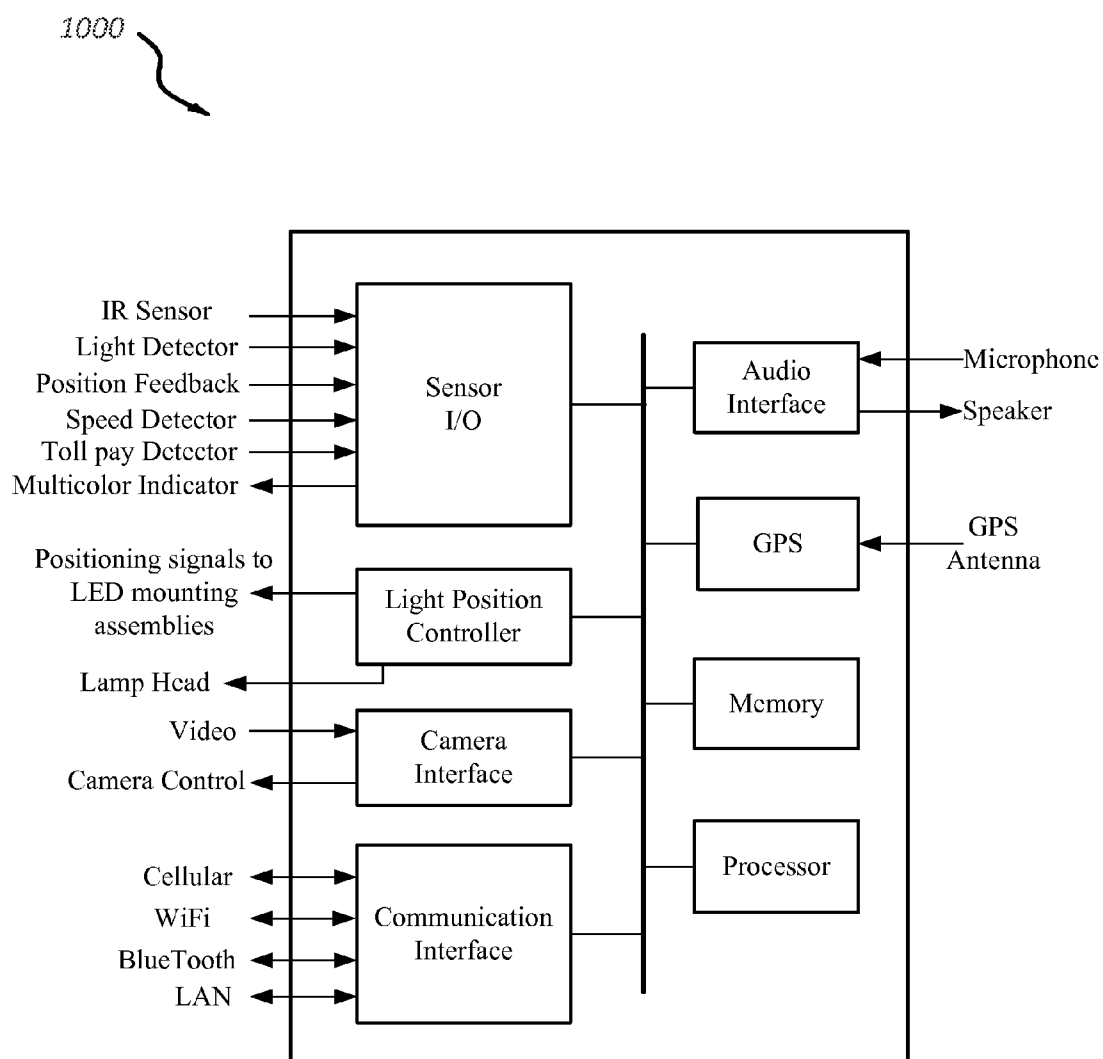 1000
IR Sensor
Light Detector
Position Feedback
Speed Detector
Toll pay Detector
Multicolor Indicator
Sensor
I/O
Positioning signals to
LED mounting
assemblies
Lamp Head
Light Position
Controller
Video
Camera Control
Camera
Interface
Cellular
WiFi
BlueTooth
LAN
Communication
Interface
Audio
Interface
Microphone
Speaker
GPS
GPS
Antenna
Memory
Processor